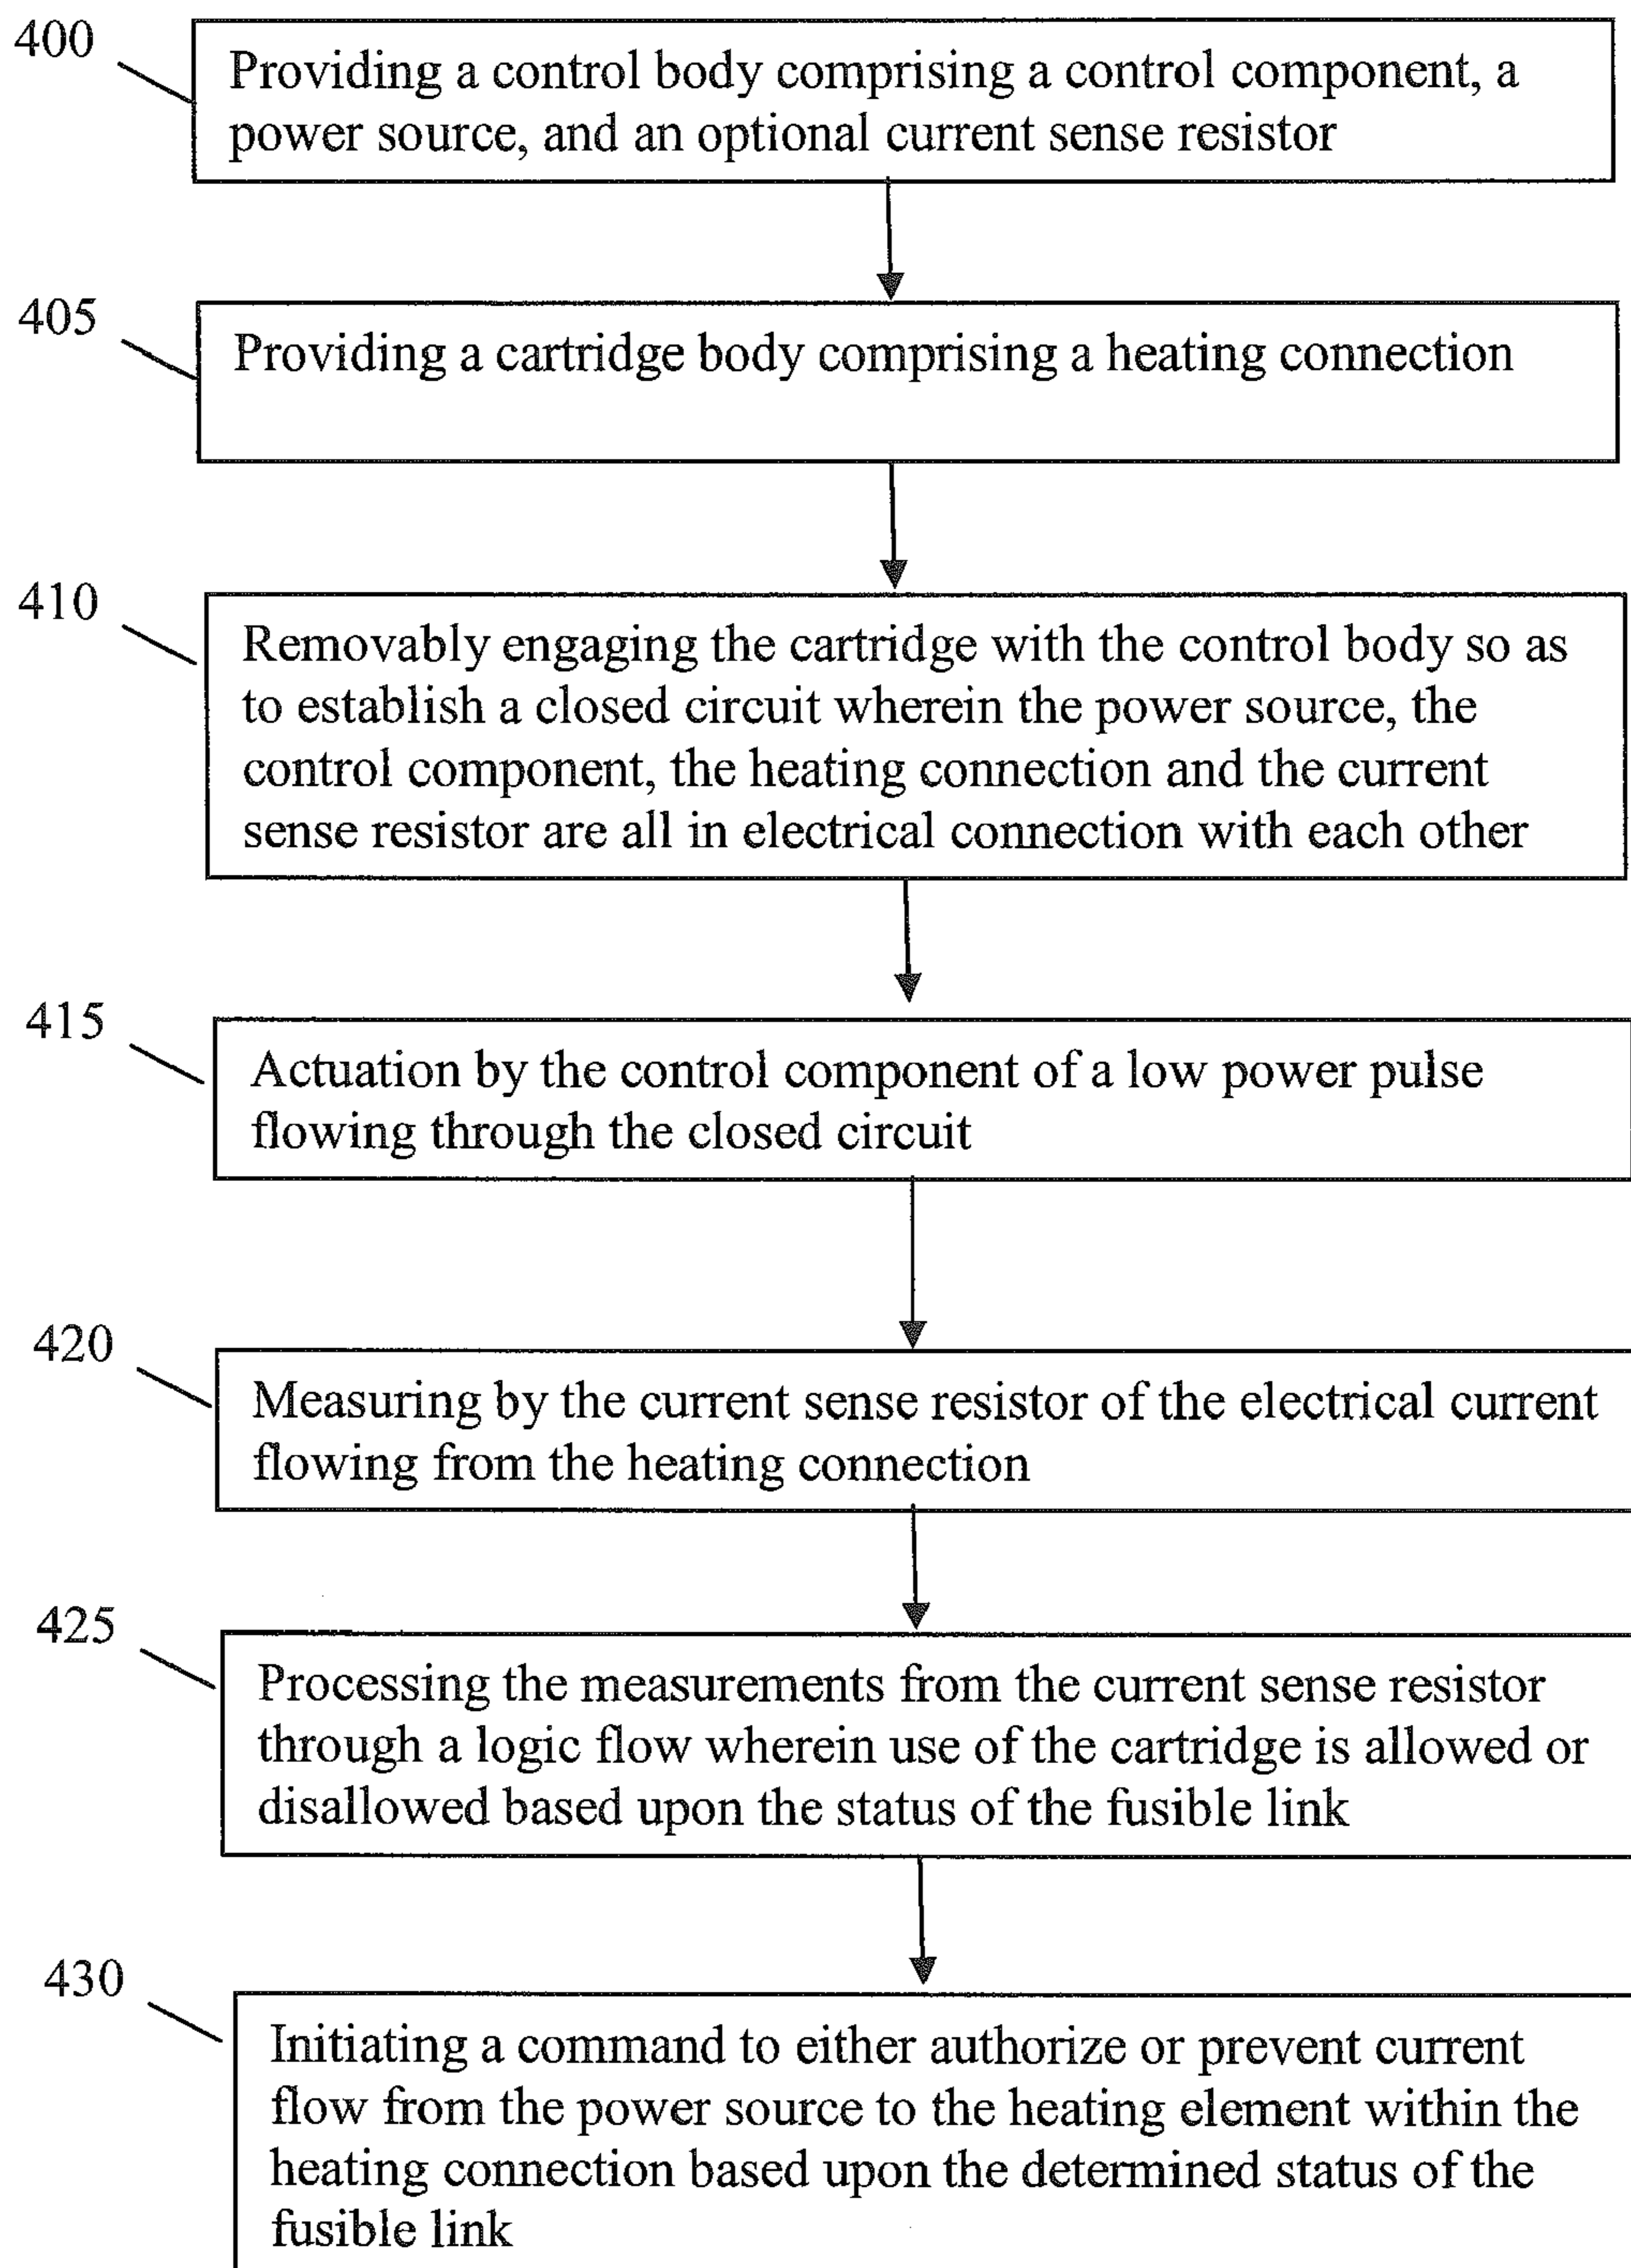 400
Providing a control body comprising a control component, a
power source, and an optional current sense resistor
405
Providing a cartridge body comprising a heating connection
410
Removably engaging the cartridge with the control body so as
to establish a closed circuit wherein the power source, the
control component, the heating connection and the current
sense resistor are all in electrical connection with each other
415
Actuation by the control component of a low power pulse
flowing through the closed circuit
420
Measuring by the current sense resistor of the electrical current
flowing from the heating connection
425
Processing the measurements from the current sense resistor
through a logic flow wherein use of the cartridge is allowed or
disallowed based upon the status of the fusible link
430
Initiating a command to either authorize or prevent current
flow from the power source to the heating element within the
heating connection based upon the determined status of the
fusible link